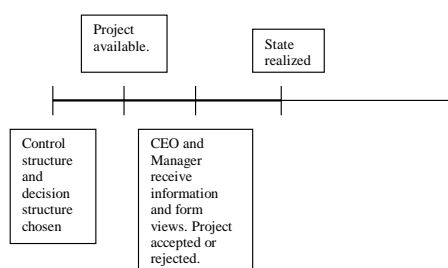 Project
available.
State
realized
Control
structure
and
decision
structure
chosen
CEO and
Manager
receive
information
and form
views. Project
accepted or
rejected.